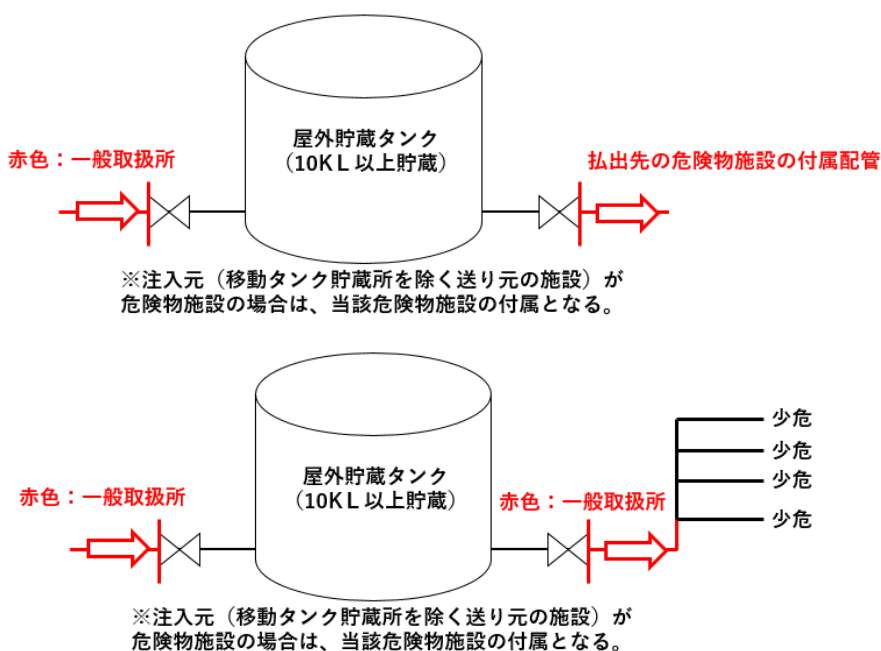 屋外貯蔵タンク
（10KL以上貯蔵）
赤色：一般取扱所
払出先の危険物施設の付属配管
※注入元（移動タンク貯蔵所を除く送り元の施設）が
危険物施設の場合は、当該危険物施設の付属となる。
屋外貯蔵タンク
（10KL以上貯蔵）
赤色：一般取扱所
赤色：一般取扱所
少危
少危
少危
少危
※注入元（移動タンク貯蔵所を除く送り元の施設）が
危険物施設の場合は、当該危険物施設の付属となる。